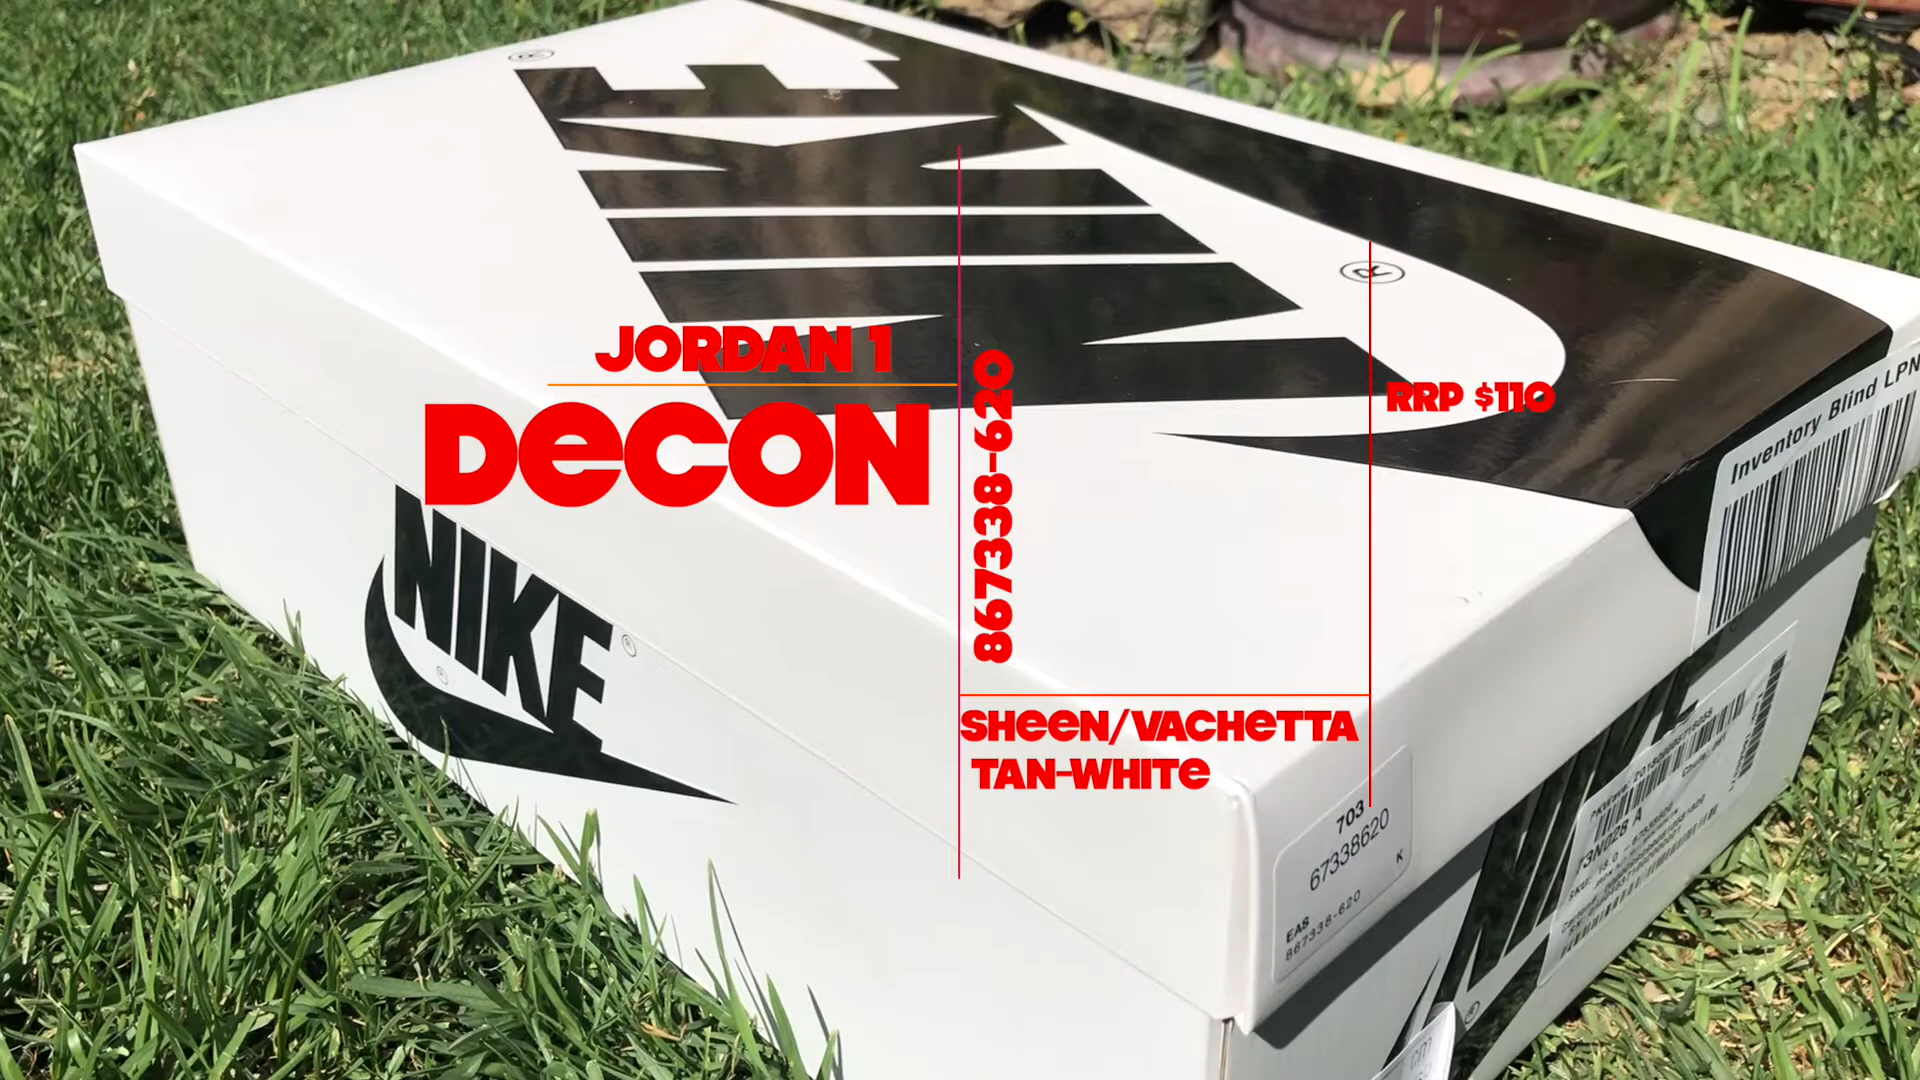 NIKE
JORDAN 1
DeCON
867338-620
RRP $110
SHeeN/VACHeTTA
TAN-WHITe
NIKE
Inventory Blind LPN
703
67338620
K
EAS
867338-620
73N028 A